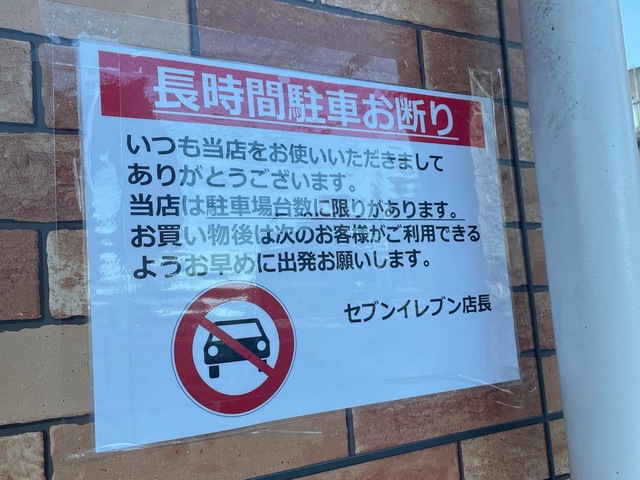 長時間駐車お断り
いつも当店をお使いいただきまして
ありがとうございます。
当店は駐車場台数に限りがあります。
お買い物後は次のお客様がご利用できる
ようお早めに出発お願いします。
セブンイレブン店長